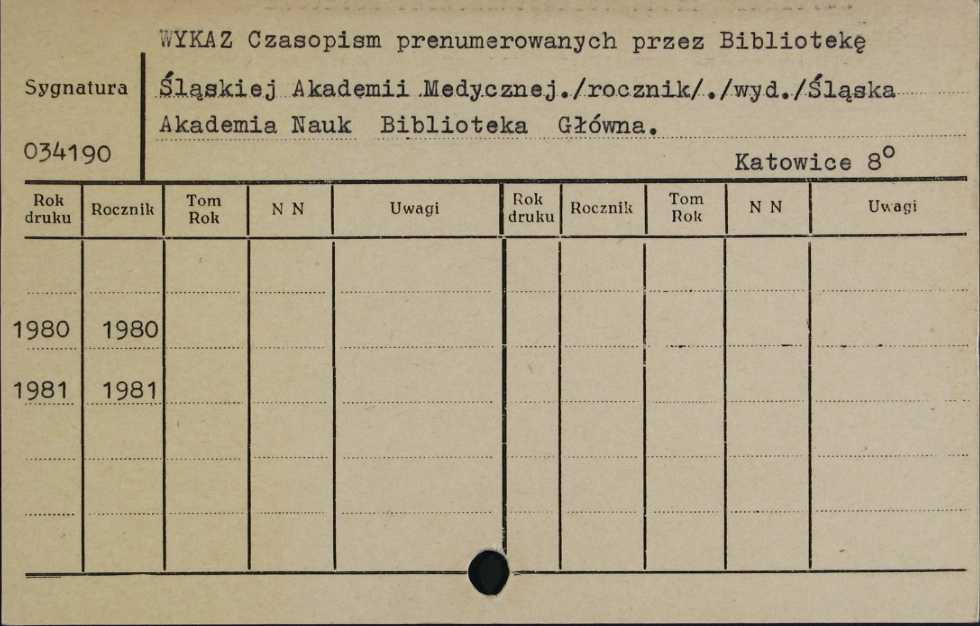 WYKAZ Czasopism prenumerowanych przez Bibliotekę
Sygnatura
Śląskiej Akademii Medycznej./rocznik/./wyd./Śląska
Akademia Nauk Biblioteka Główna.
034190
Katowice 8º
Rok druku Rocznik Tom Rok N N Uwagi Rok druku Rocznik Tom Rok N N Uwagi
1980 1980
1981 1981